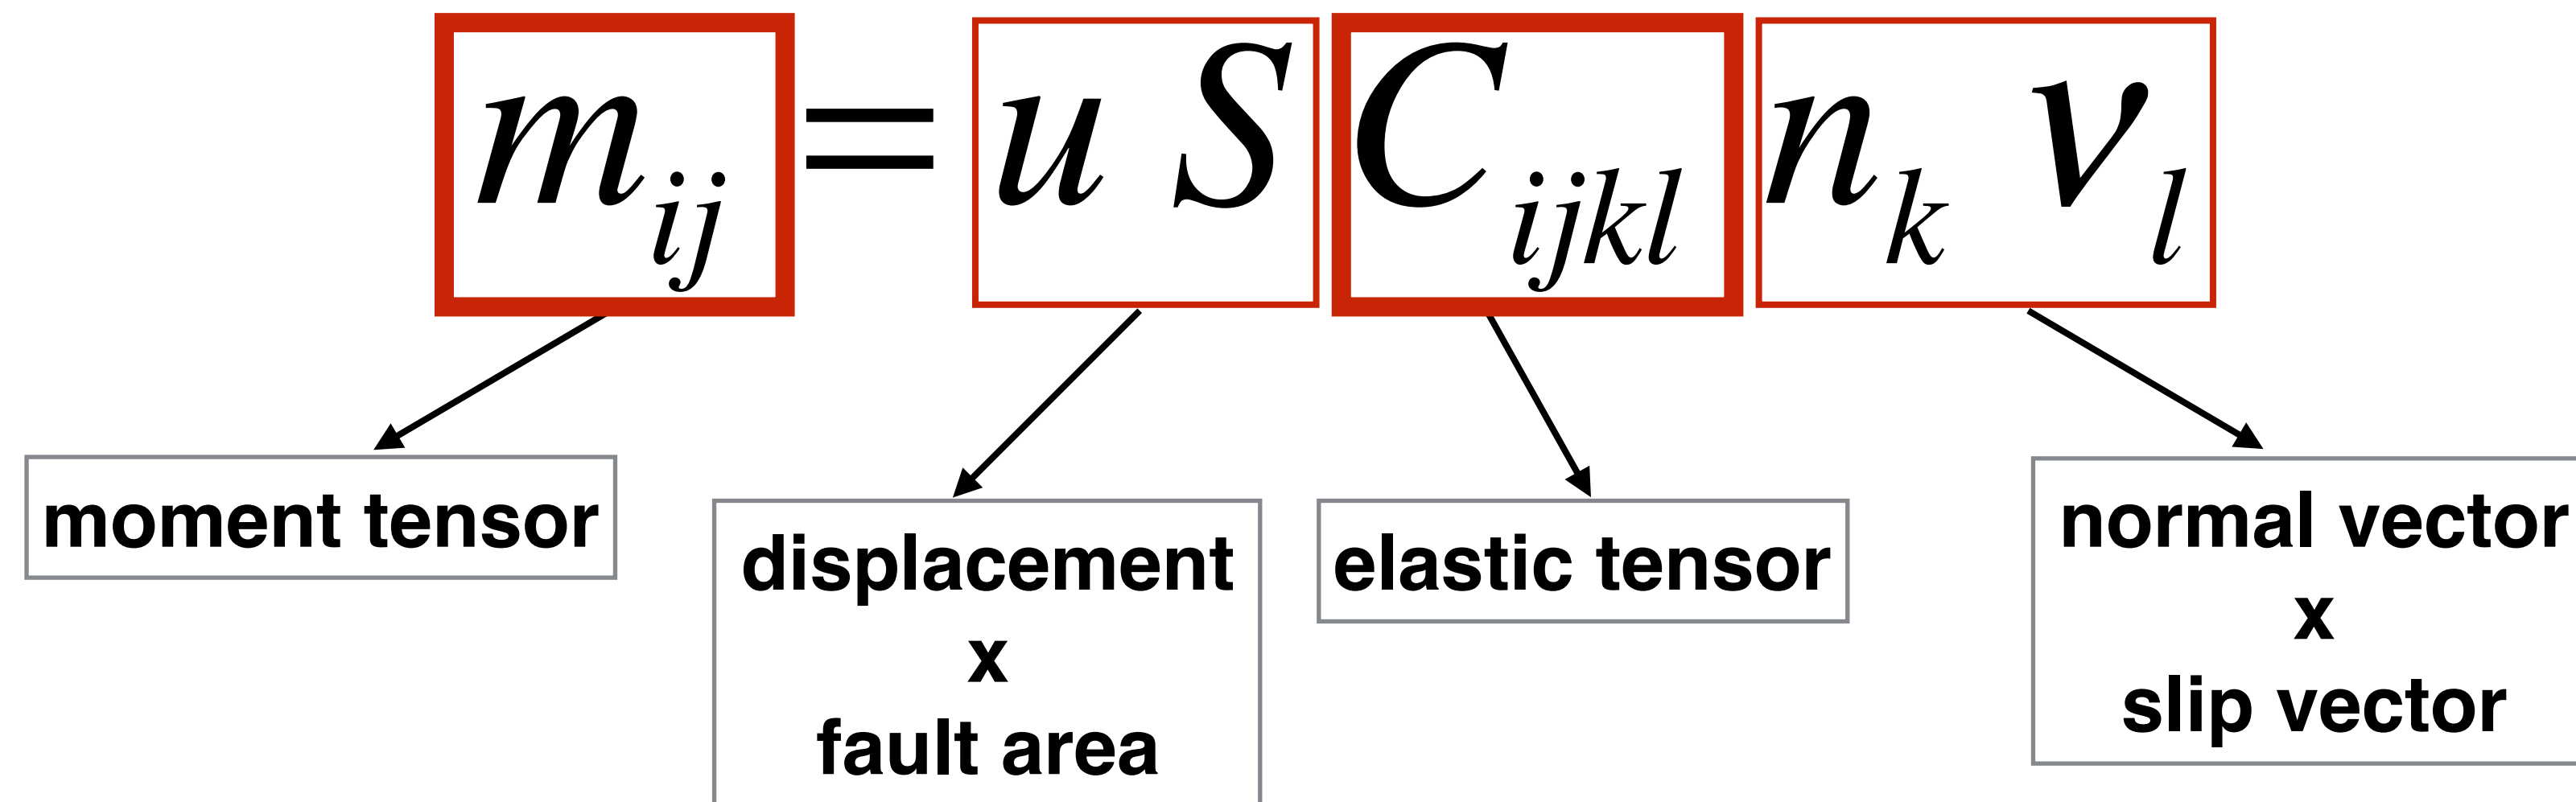 m_ij = u S C_ijkl n_k ν_l
moment tensor
displacement
x
fault area
elastic tensor
normal vector
x
slip vector